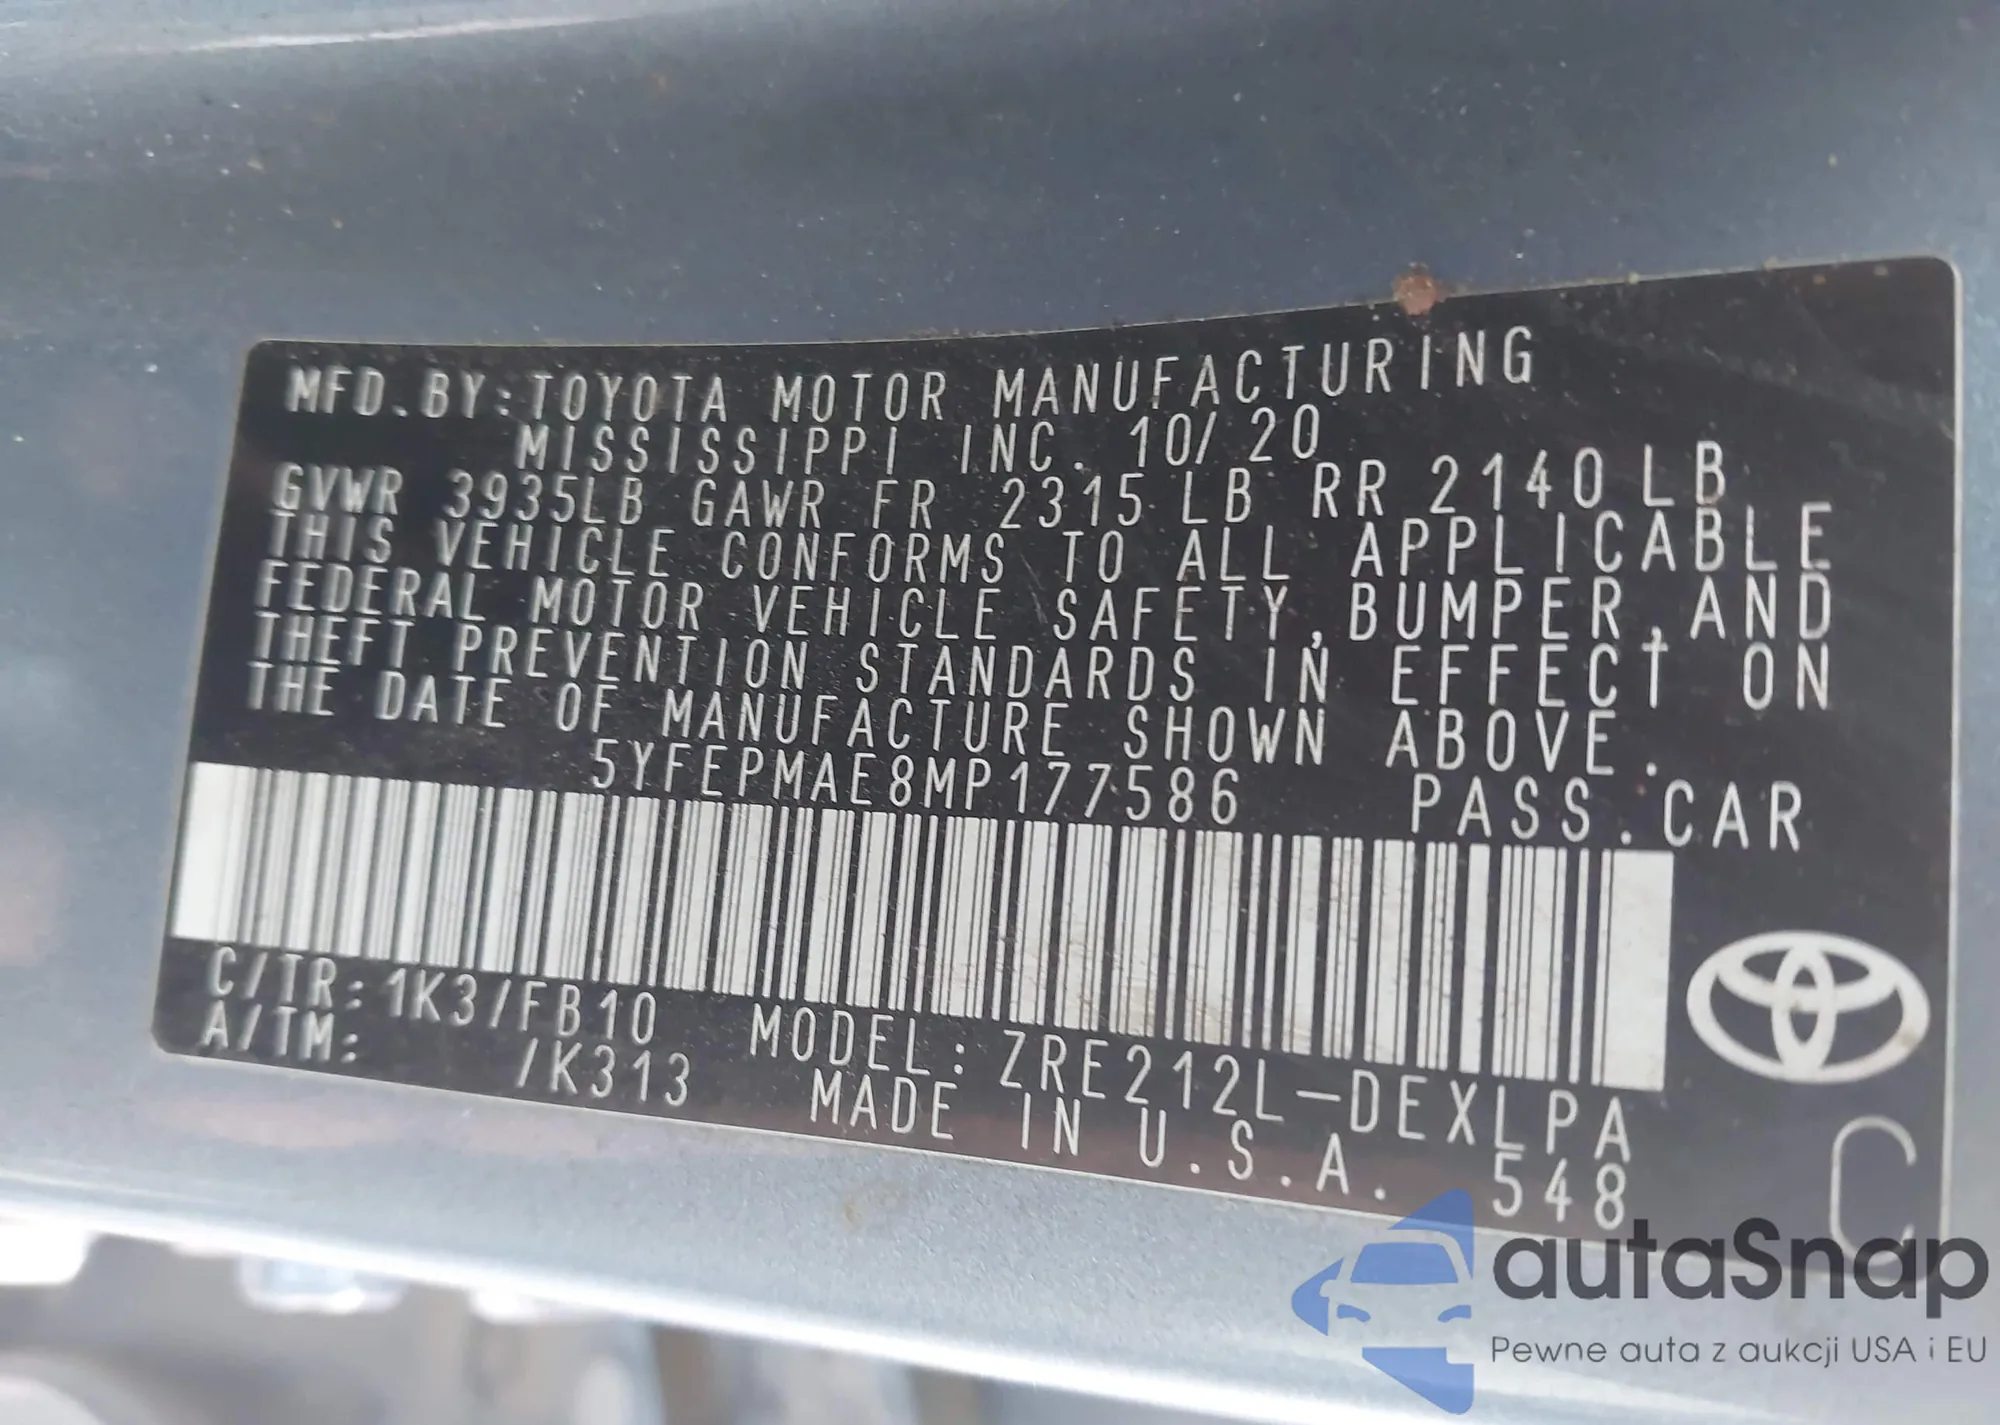 MFD.BY:TOYOTA MOTOR MANUFACTURING
MISSISSIPPI INC. 10/20
GVWR 3935LB GAWR FR 2315 LB RR 2140LB
THIS VEHICLE CONFORMS TO ALL APPLICABLE
FEDERAL MOTOR VEHICLE SAFETY,BUMPER,AND
THEFT PREVENTION STANDARDS IN EFFECT ON
THE DATE OF MANUFACTURE SHOWN ABOVE.
5YFEPMAE8MP177586 PASS.CAR
C/TR: 1K3/FB10 MODEL: ZRE212L-DEXLPA
A/TM: /K313 MADE IN U.S.A. 548
C
autaSnap
Pewne auta z aukcji USA i EU